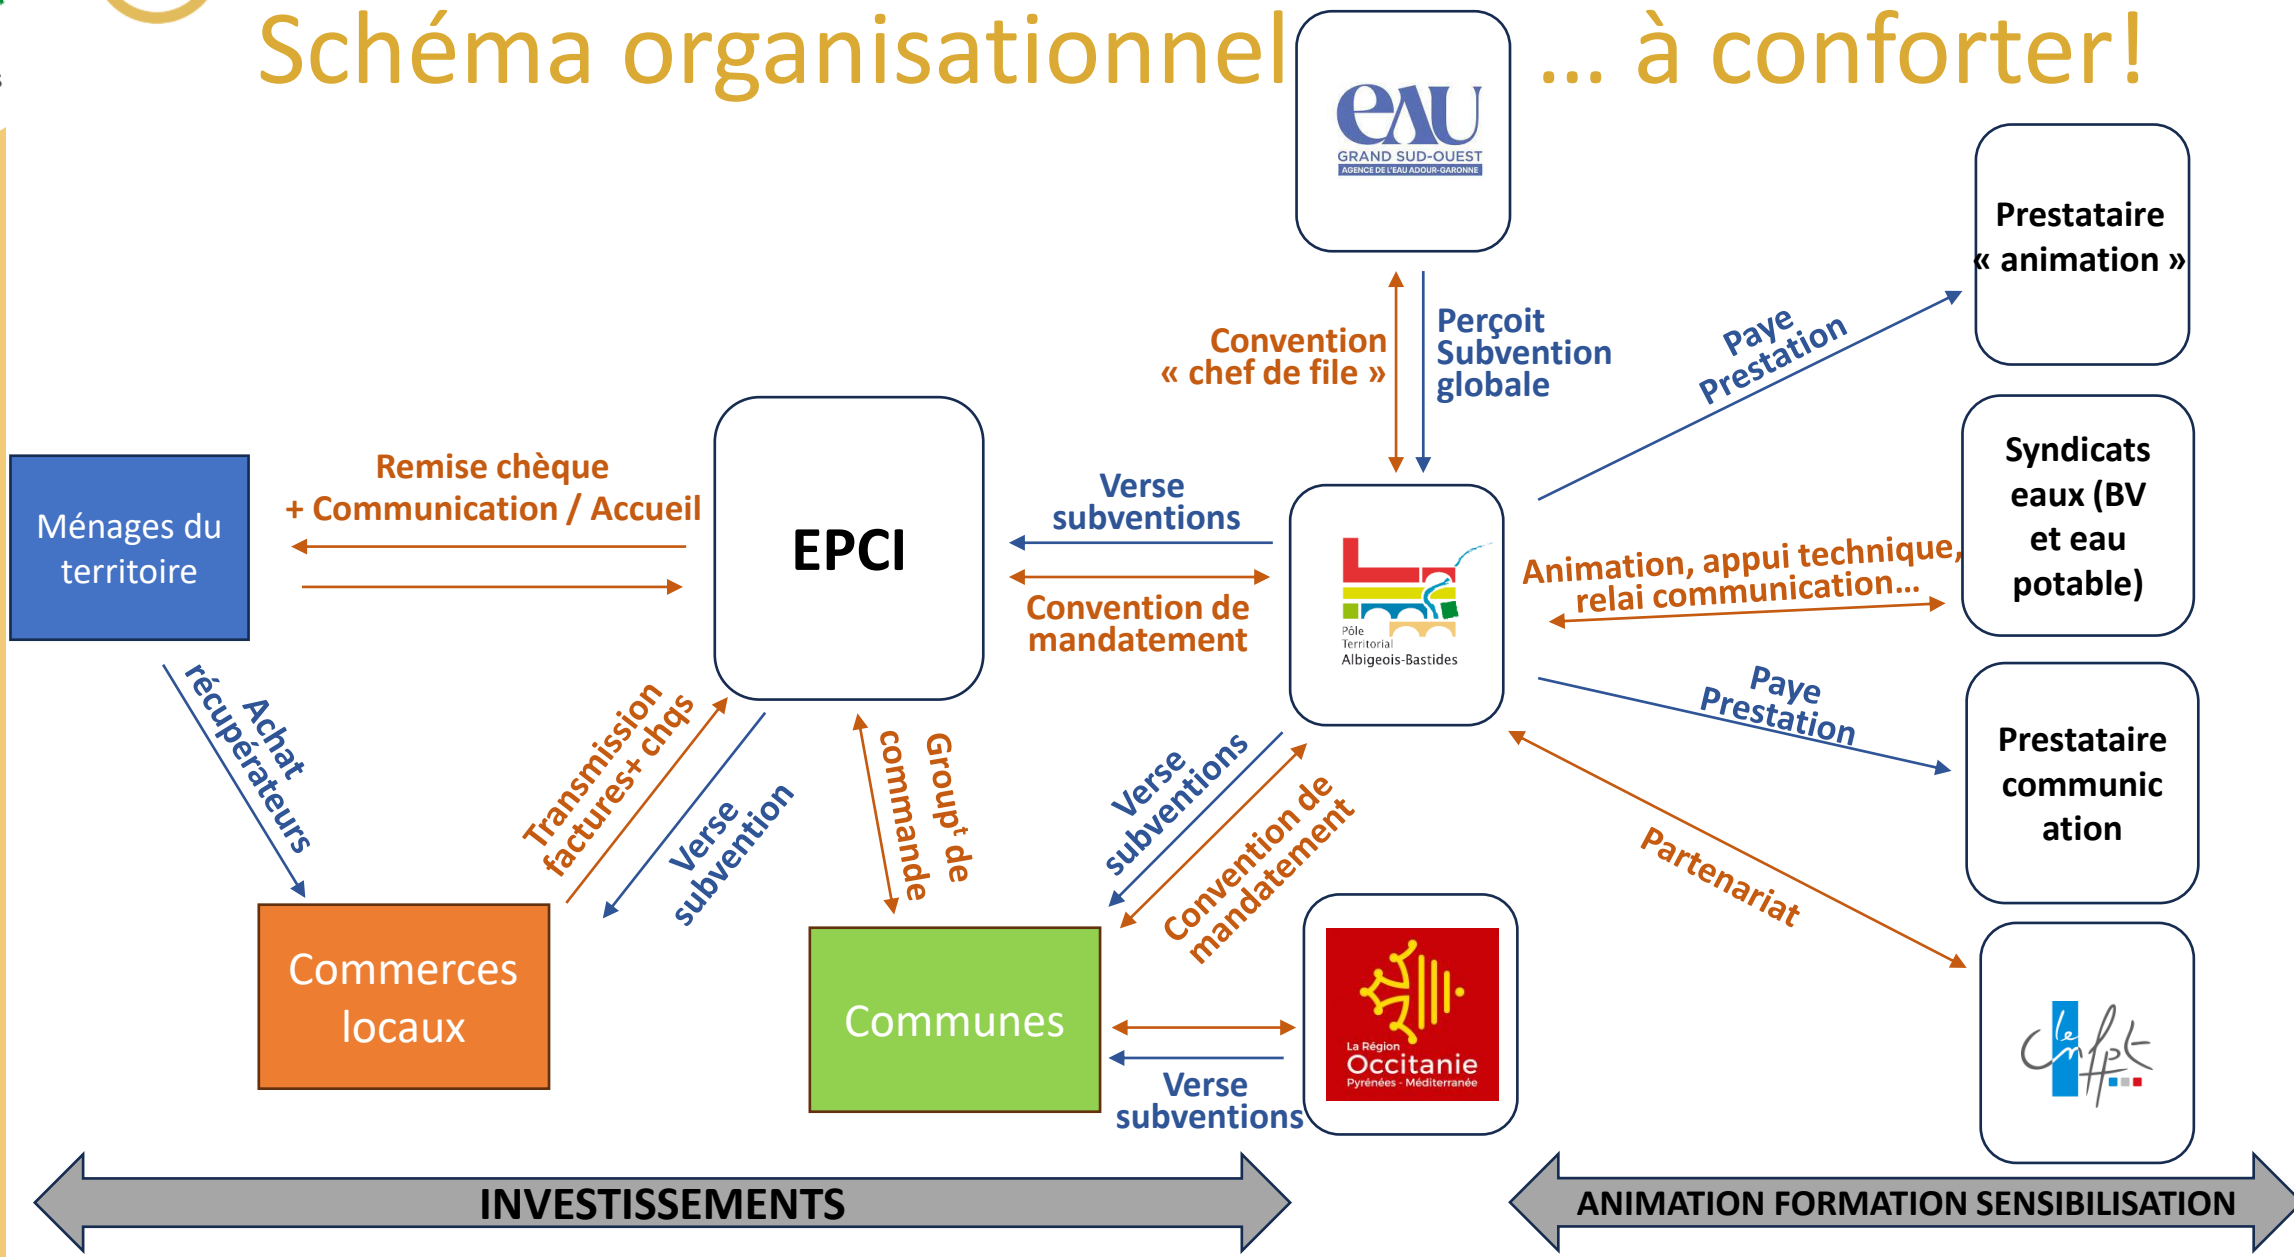 Schéma organisationnel
... à conforter!
eau
GRAND SUD-OUEST
AGENCE DE L'EAU ADOUR-GARONNE
Prestataire
« animation »
Convention
« chef de file »
Perçoit
Subvention
globale
Paye
Prestation
Syndicats
eaux (BV
et eau
potable)
Remise chèque
+ Communication / Accueil
Ménages du
territoire
EPCI
Verse
subventions
Convention de
mandatement
Pôle
Territorial
Albigeois-Bastides
Animation, appui technique,
relai communication...
Paye
Prestation
Prestataire
communic
ation
Achat
récupérateurs
Transmission
factures+ chqs
Verse
subvention
Groupᵗ de
commande
Verse
subventions
Convention de
mandatement
Partenariat
Commerces
locaux
Communes
Verse
subventions
La Région
Occitanie
Pyrénées - Méditerranée
le cnfpt
INVESTISSEMENTS
ANIMATION FORMATION SENSIBILISATION